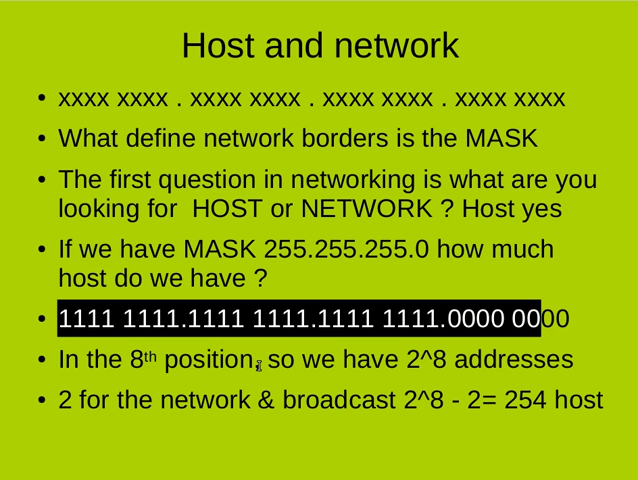 Host and network
• xxxx xxxx . xxxx xxxx . xxxx xxxx . xxxx xxxx
• What define network borders is the MASK
• The first question in networking is what are you
looking for  HOST or NETWORK ? Host yes
• If we have MASK 255.255.255.0 how much
host do we have ?
• 1111 1111.1111 1111.1111 1111.0000 0000
• In the 8th position, so we have 2^8 addresses
• 2 for the network & broadcast 2^8 - 2= 254 host